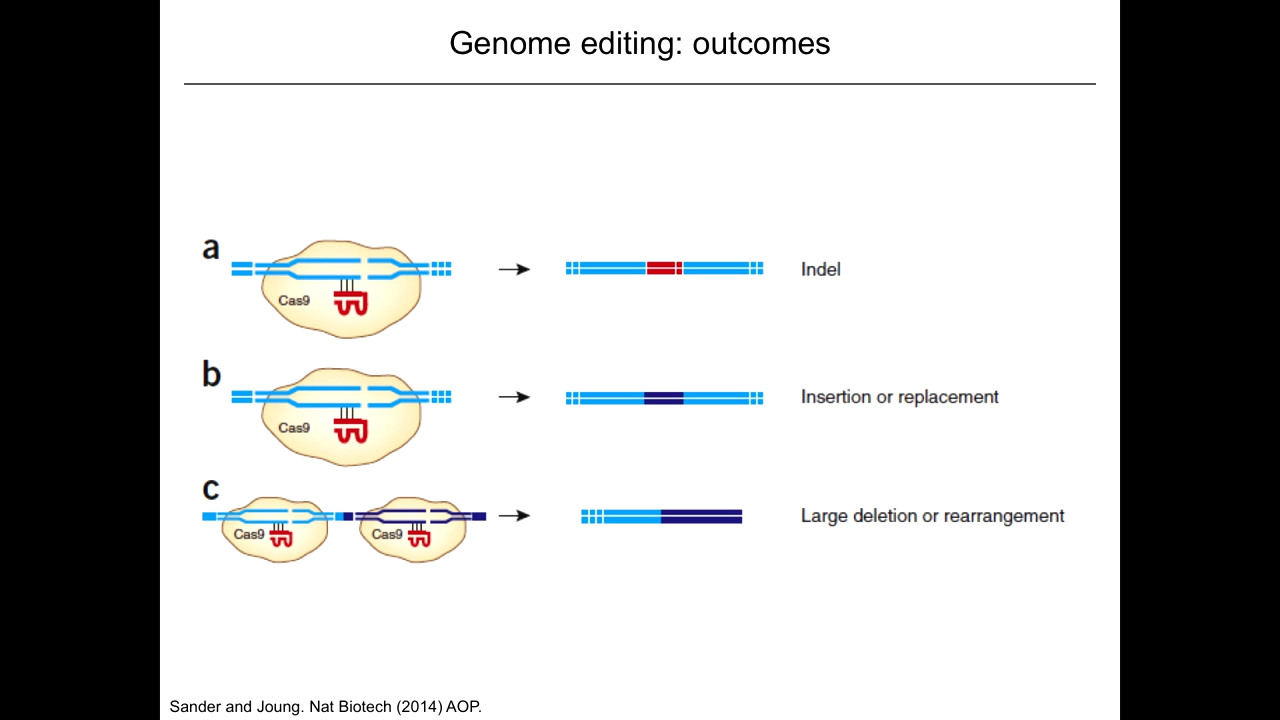 Genome editing: outcomes
a
Cas9
Indel
b
Cas9
Insertion or replacement
c
Cas9
Cas9
Large deletion or rearrangement
Sander and Joung. Nat Biotech (2014) AOP.